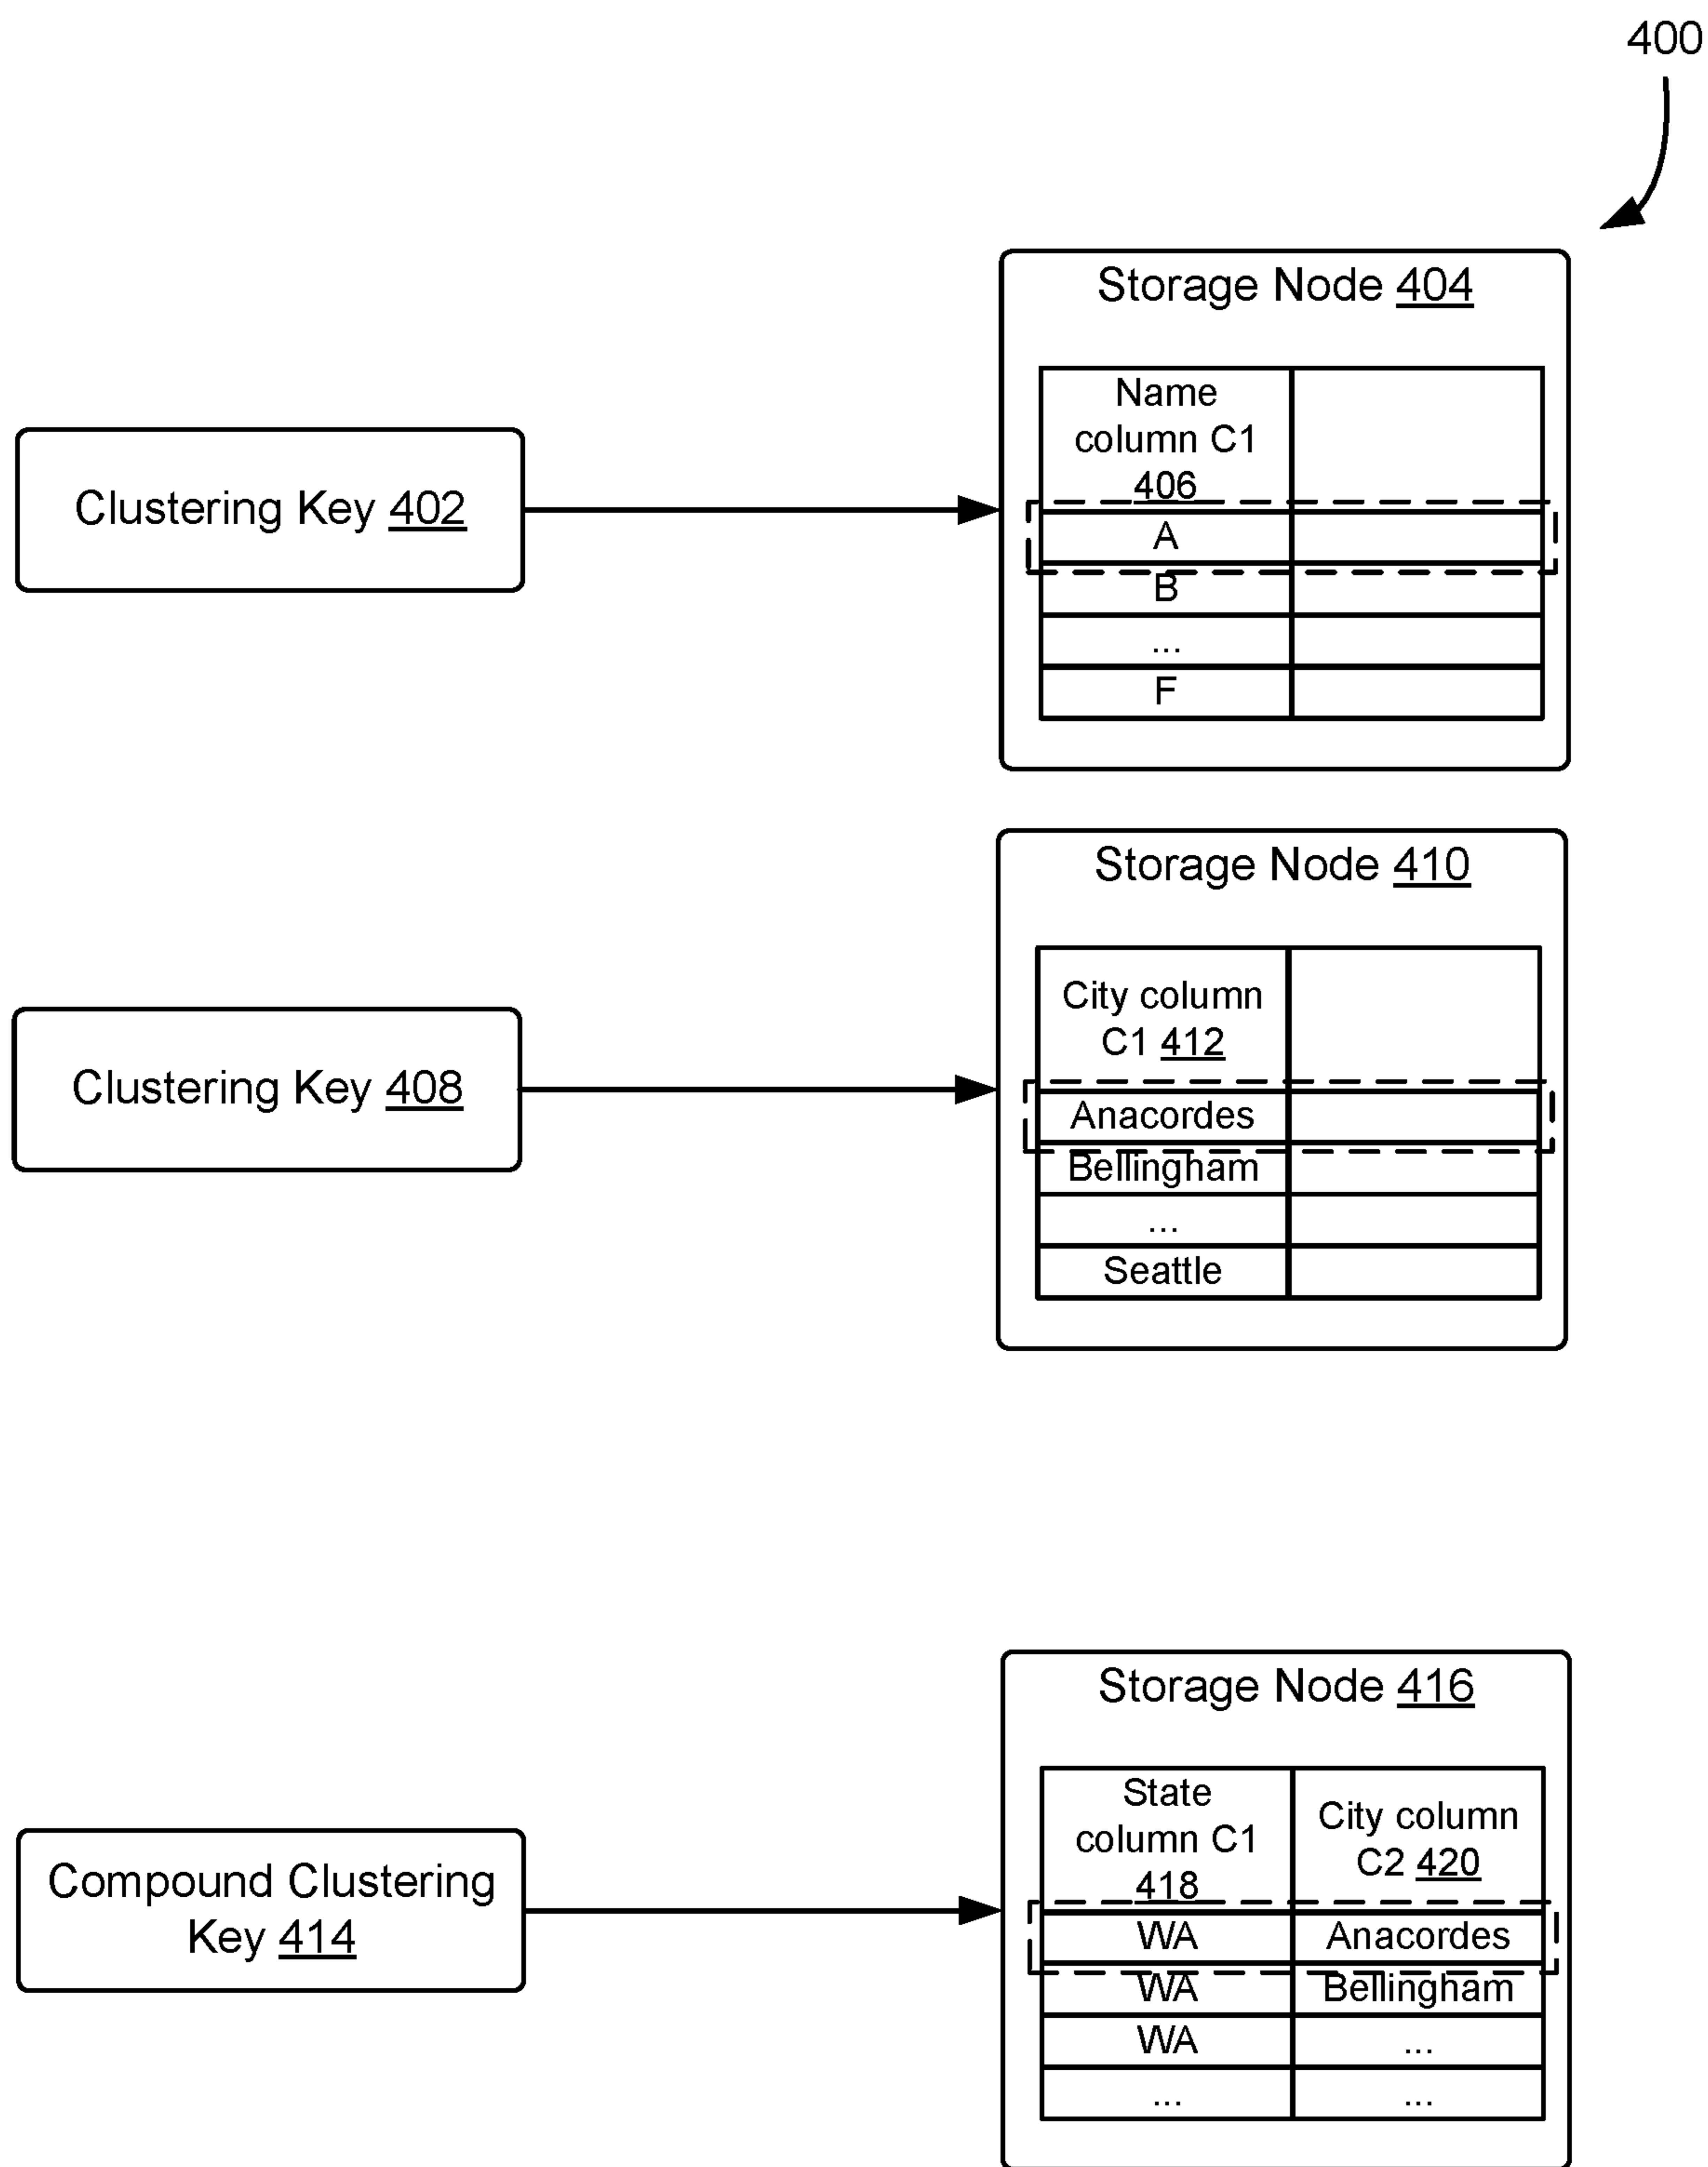 400
Storage Node 404
Name
column C1
406
Clustering Key 402
A
B
...
F
Storage Node 410
City column
C1 412
Clustering Key 408
Anacordes
Bellingham
...
Seattle
Storage Node 416
State
column C1
418
City column
C2 420
Compound Clustering
Key 414
WA Anacordes
WA Bellingham
WA ...
... ...